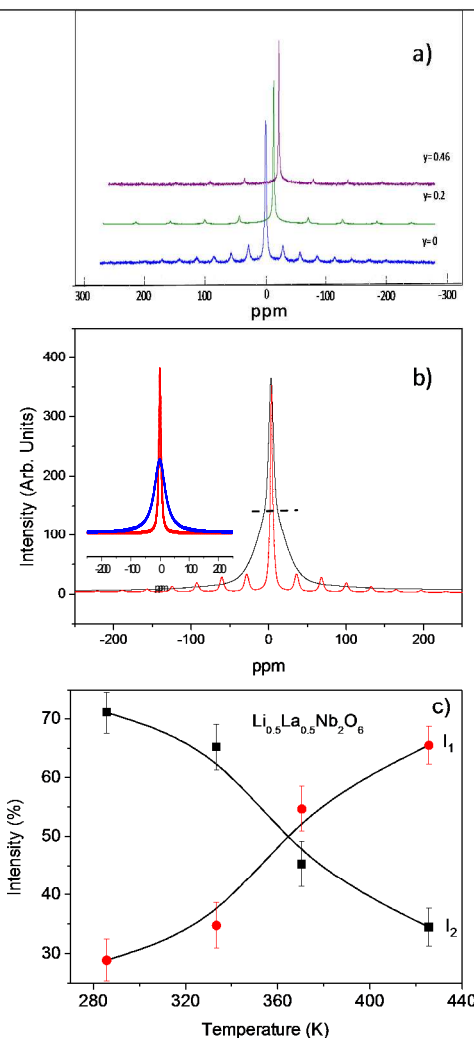 a)
y=0.46
y=0.2
y=0
300 200 100 0 -100 -200 -300
ppm
b)
Intensity (Arb. Units)
400
300
200
100
0
-200 -100 0 100 200
ppm
c)
Li0.5La0.5Nb2O6
I1
I2
Intensity (%)
70
60
50
40
30
280 320 360 400 440
Temperature (K)